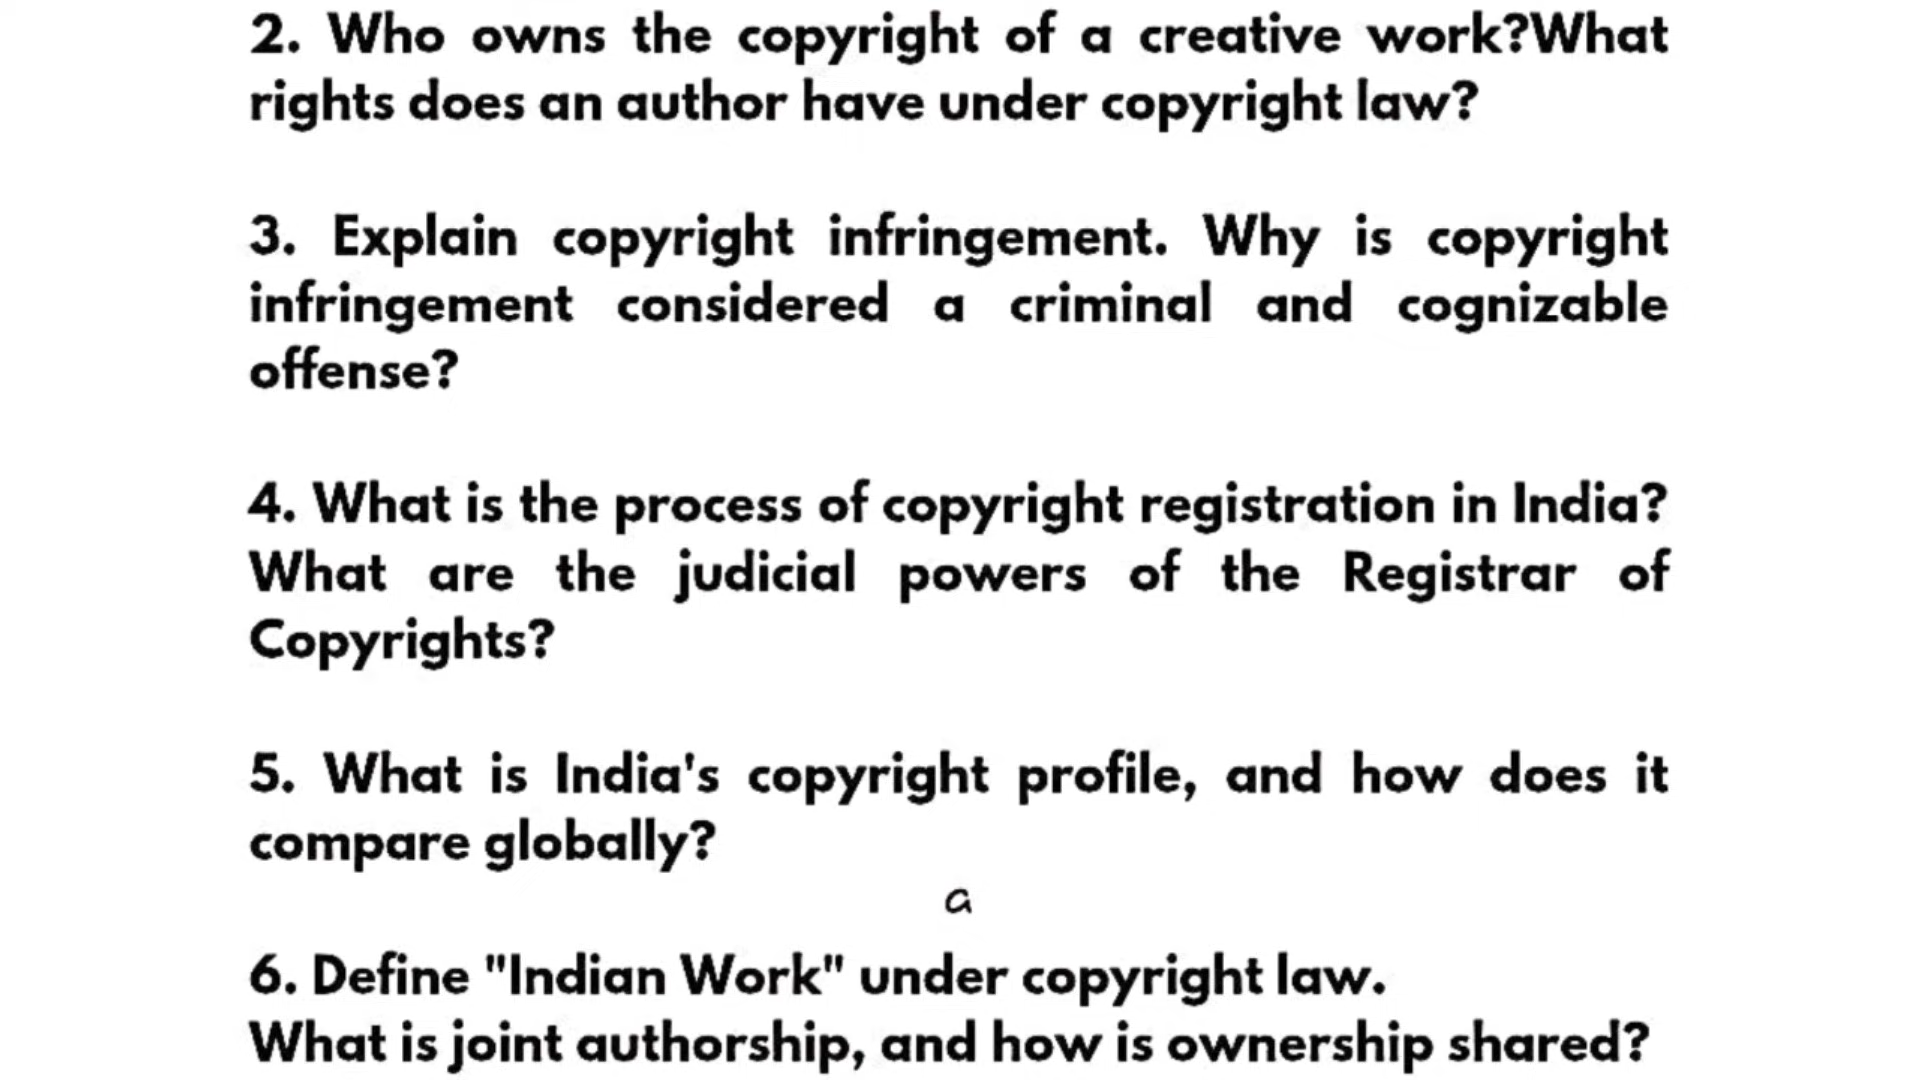 2. Who owns the copyright of a creative work?What
rights does an author have under copyright law?
3. Explain copyright infringement. Why is copyright
infringement considered a criminal and cognizable
offense?
4. What is the process of copyright registration in India?
What are the judicial powers of the Registrar of
Copyrights?
5. What is India's copyright profile, and how does it
compare globally?
a
6. Define "Indian Work" under copyright law.
What is joint authorship, and how is ownership shared?